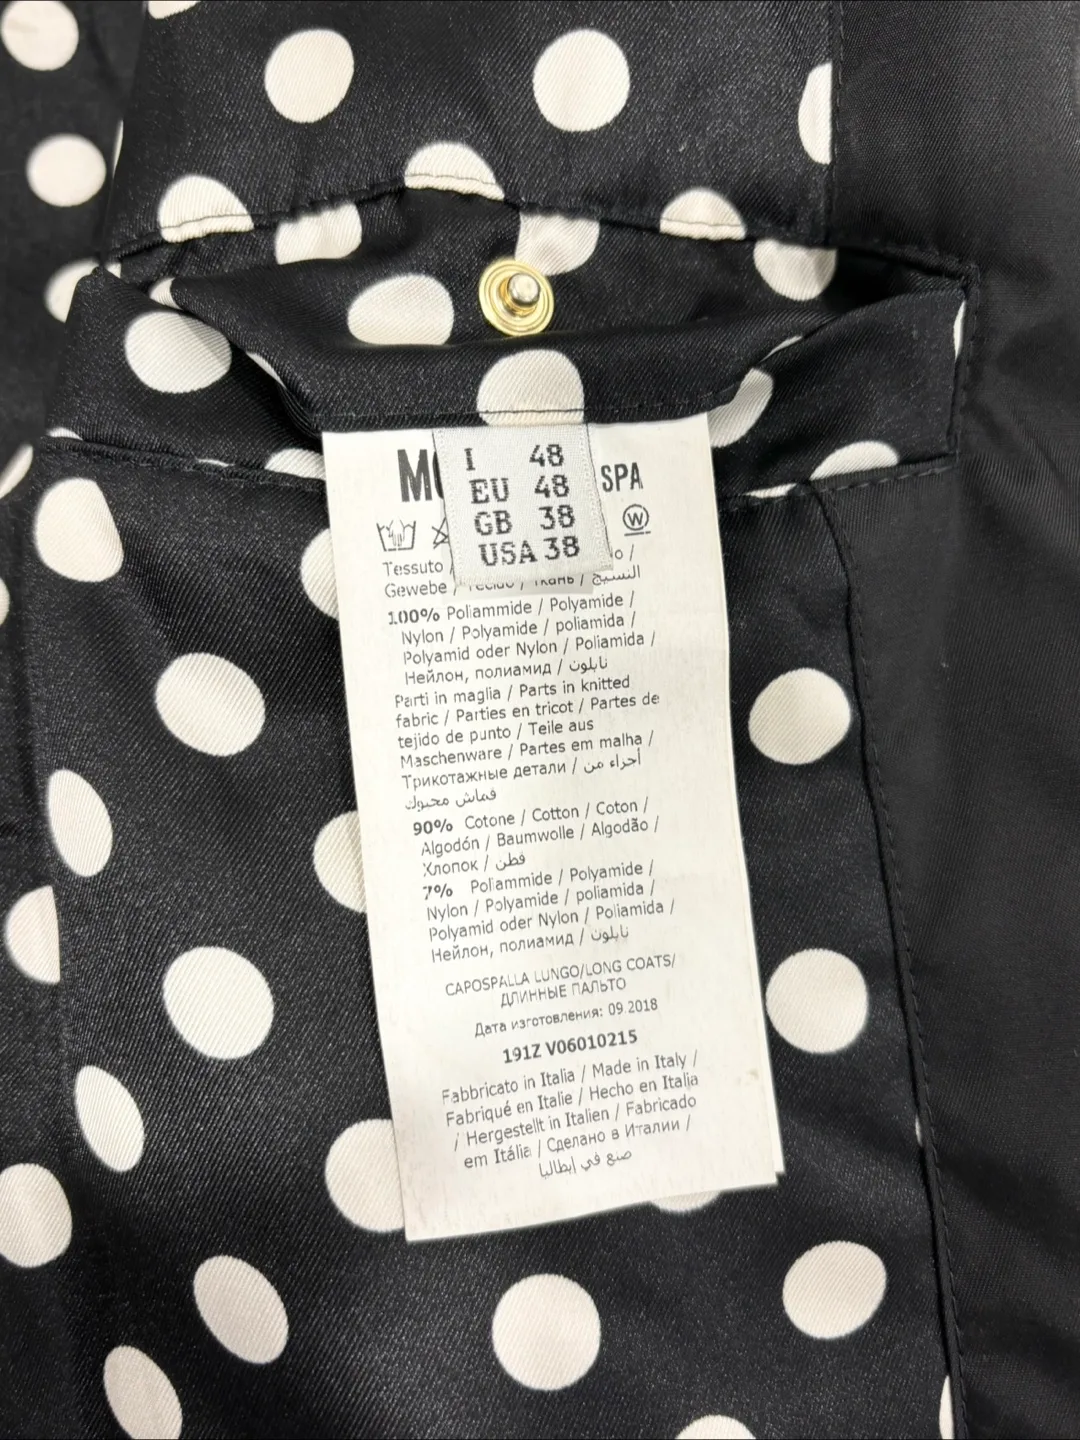 SPA
I 48
EU 48
GB 38
USA 38
W
Tessuto /
Gewebe / / Ткань / النسيج
100% Poliammide / Polyamide /
Nylon / Polyamide / poliamida /
Polyamid oder Nylon / Poliamida /
Нейлон, полиамид / نايلون
Parti in maglia / Parts in knitted
fabric / Parties en tricot / Partes de
tejido de punto / Teile aus
Maschenware / Partes em malha /
Трикотажные детали / أجزاء من
قماش محبوك
90% Cotone / Cotton / Coton /
Algodón / Baumwolle / Algodão /
Хлопок / قطن
7% Poliammide / Polyamide /
Nylon / Polyamide / poliamida /
Polyamid oder Nylon / Poliamida /
Нейлон, полиамид / نايلون
CAPOSPALLA LUNGO/LONG COATS/
ДЛИННЫЕ ПАЛЬТО
Дата изготовления: 09.2018
191Z V06010215
Fabbricato in Italia / Made in Italy /
Fabriqué en Italie / Hecho en Italia
/ Hergestellt in Italien / Fabricado
em Itália / Сделано в Италии /
صنع في إيطاليا